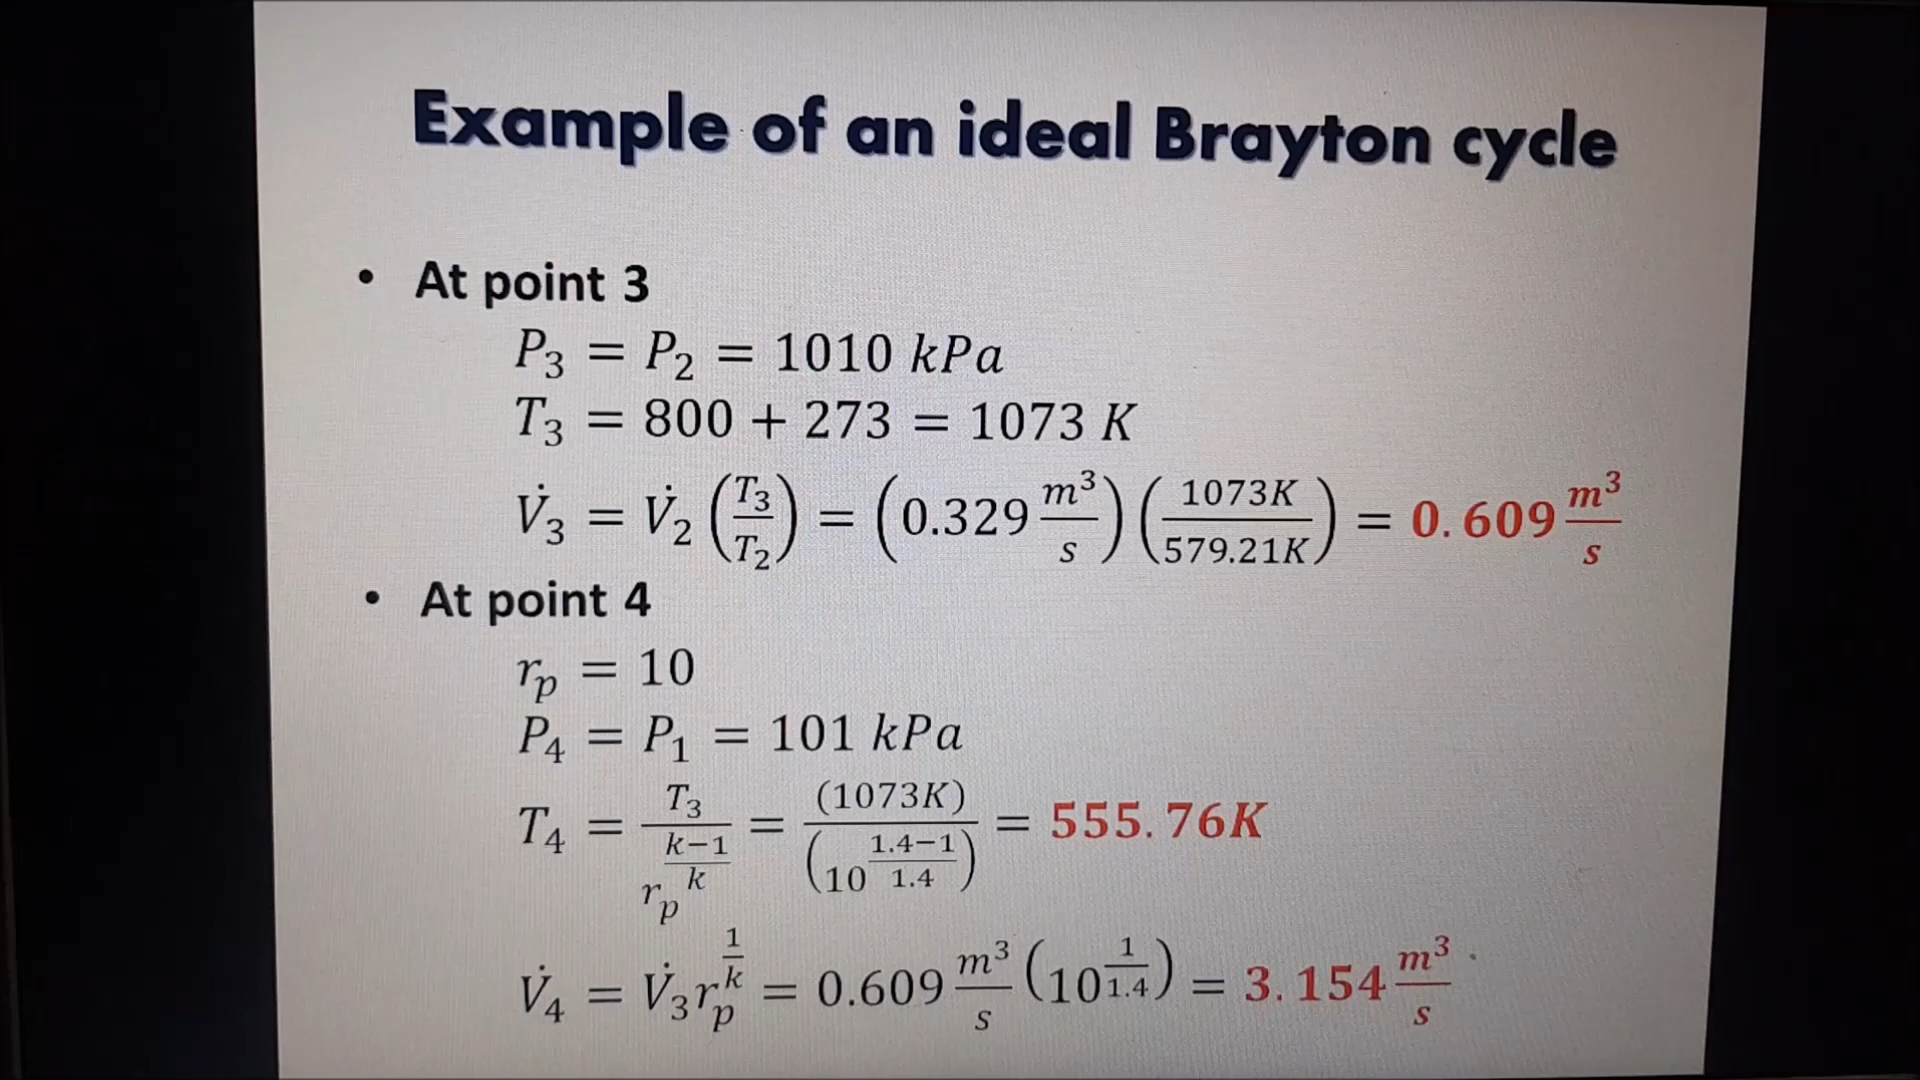 Example of an ideal Brayton cycle
• At point 3
P₃ = P₂ = 1010 kPa
T₃ = 800 + 273 = 1073 K
V̇₃ = V̇₂ (T₃/T₂) = (0.329 m³/s) (1073K/579.21K) = 0.609 m³/s
• At point 4
rₚ = 10
P₄ = P₁ = 101 kPa
T₄ = T₃/rₚ^((k−1)/k) = (1073K)/(10^((1.4−1)/1.4)) = 555.76K
V̇₄ = V̇₃rₚ^(1/k) = 0.609 m³/s (10^(1/1.4)) = 3.154 m³/s